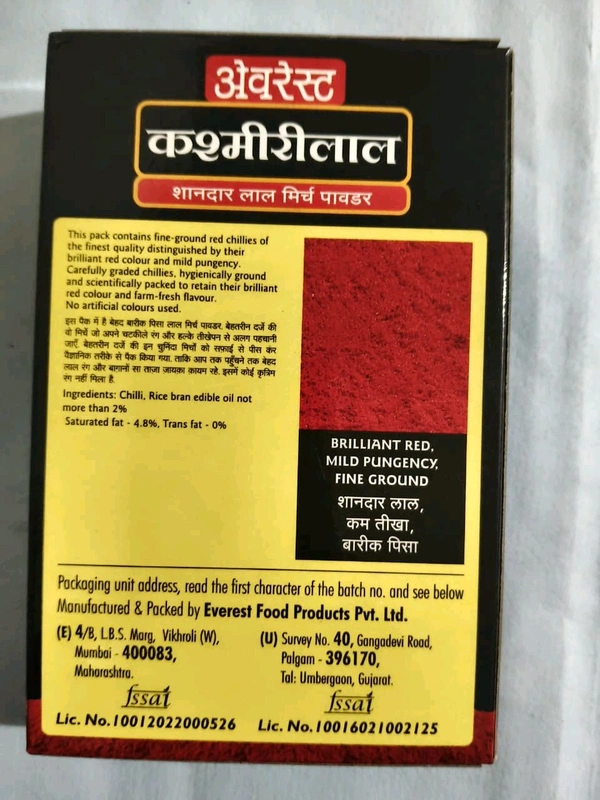 अेवरेस्ट
कश्मीरीलाल
शानदार लाल मिर्च पावडर
This pack contains fine-ground red chillies of
the finest quality distinguished by their
brilliant red colour and mild pungency.
Carefully graded chillies, hygienically ground
and scientifically packed to retain their brilliant
red colour and farm-fresh flavour.
No artificial colours used.
इस पैक में है बेहद बारीक पिसा लाल मिर्च पावडर. बेहतरीन दर्जे की
वो मिर्चें जो अपने चटकीले रंग और हल्के तीखेपन से अलग पहचानी
जाएँ. बेहतरीन दर्जे की इन चुनिंदा मिर्चों को सफ़ाई से पीस कर
वैज्ञानिक तरीके से पैक किया गया. ताकि आप तक पहुँचने तक बेहद
लाल रंग और बाग़ानों सा ताज़ा ज़ायका कायम रहे. इसमें कोई कृत्रिम
रंग नहीं मिला है.
Ingredients: Chilli, Rice bran edible oil not
more than 2%
Saturated fat - 4.8%, Trans fat - 0%
BRILLIANT RED,
MILD PUNGENCY,
FINE GROUND
शानदार लाल,
कम तीखा,
बारीक पिसा
Packaging unit address, read the first character of the batch no. and see below
Manufactured & Packed by Everest Food Products Pvt. Ltd.
(E) 4/B, L.B.S. Marg, Vikhroli (W),
Mumbai - 400083,
Maharashtra.
fssai
Lic. No.10012022000526
(U) Survey No. 40, Gangadevi Road,
Palgam - 396170,
Tal: Umbergaon, Gujarat.
fssai
Lic. No.10016021002125